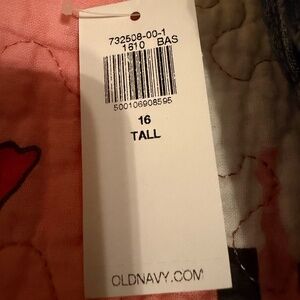 732508-00-1
1610 BAS
500106908595
16
TALL
OLDNAVY.COM